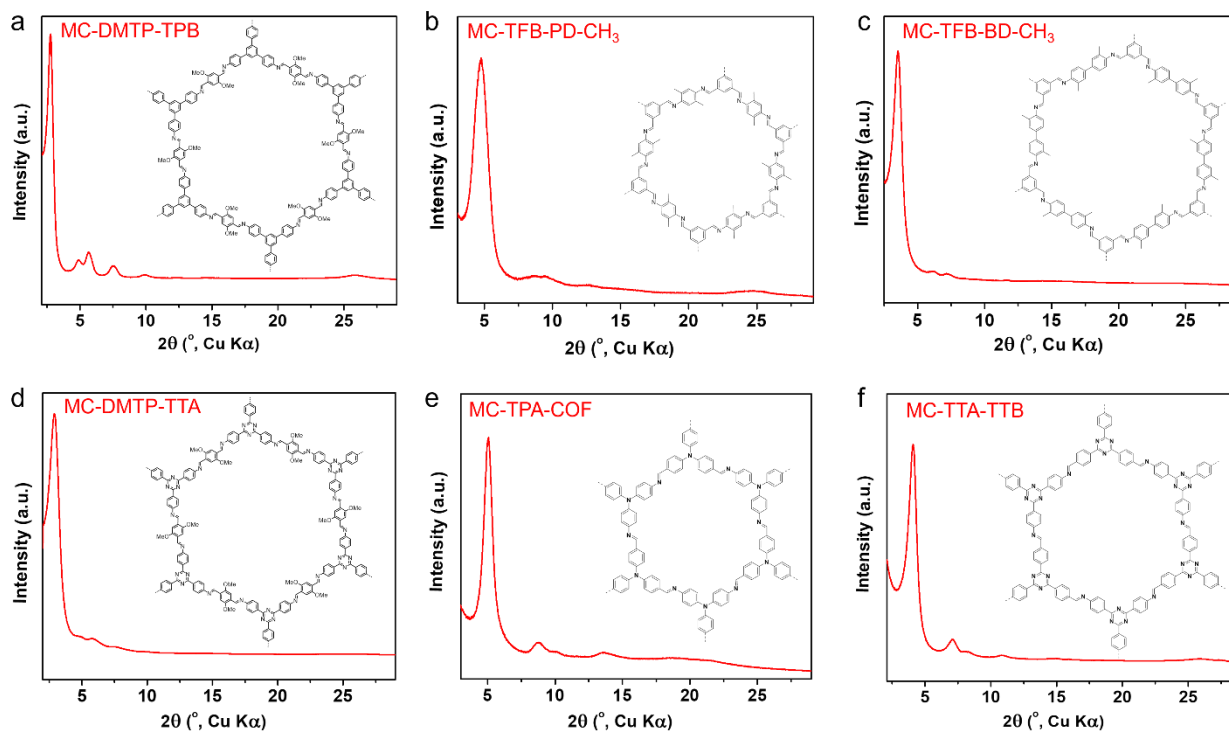 a
MC-DMTP-TPB
Intensity (a.u.)
5 10 15 20 25
2θ (°, Cu Kα)
b
MC-TFB-PD-CH₃
Intensity (a.u.)
5 10 15 20 25
2θ (°, Cu Kα)
c
MC-TFB-BD-CH₃
Intensity (a.u.)
5 10 15 20 25
2θ (°, Cu Kα)
d
MC-DMTP-TTA
Intensity (a.u.)
5 10 15 20 25
2θ (°, Cu Kα)
e
MC-TPA-COF
Intensity (a.u.)
5 10 15 20 25
2θ (°, Cu Kα)
f
MC-TTA-TTB
Intensity (a.u.)
5 10 15 20 25
2θ (°, Cu Kα)